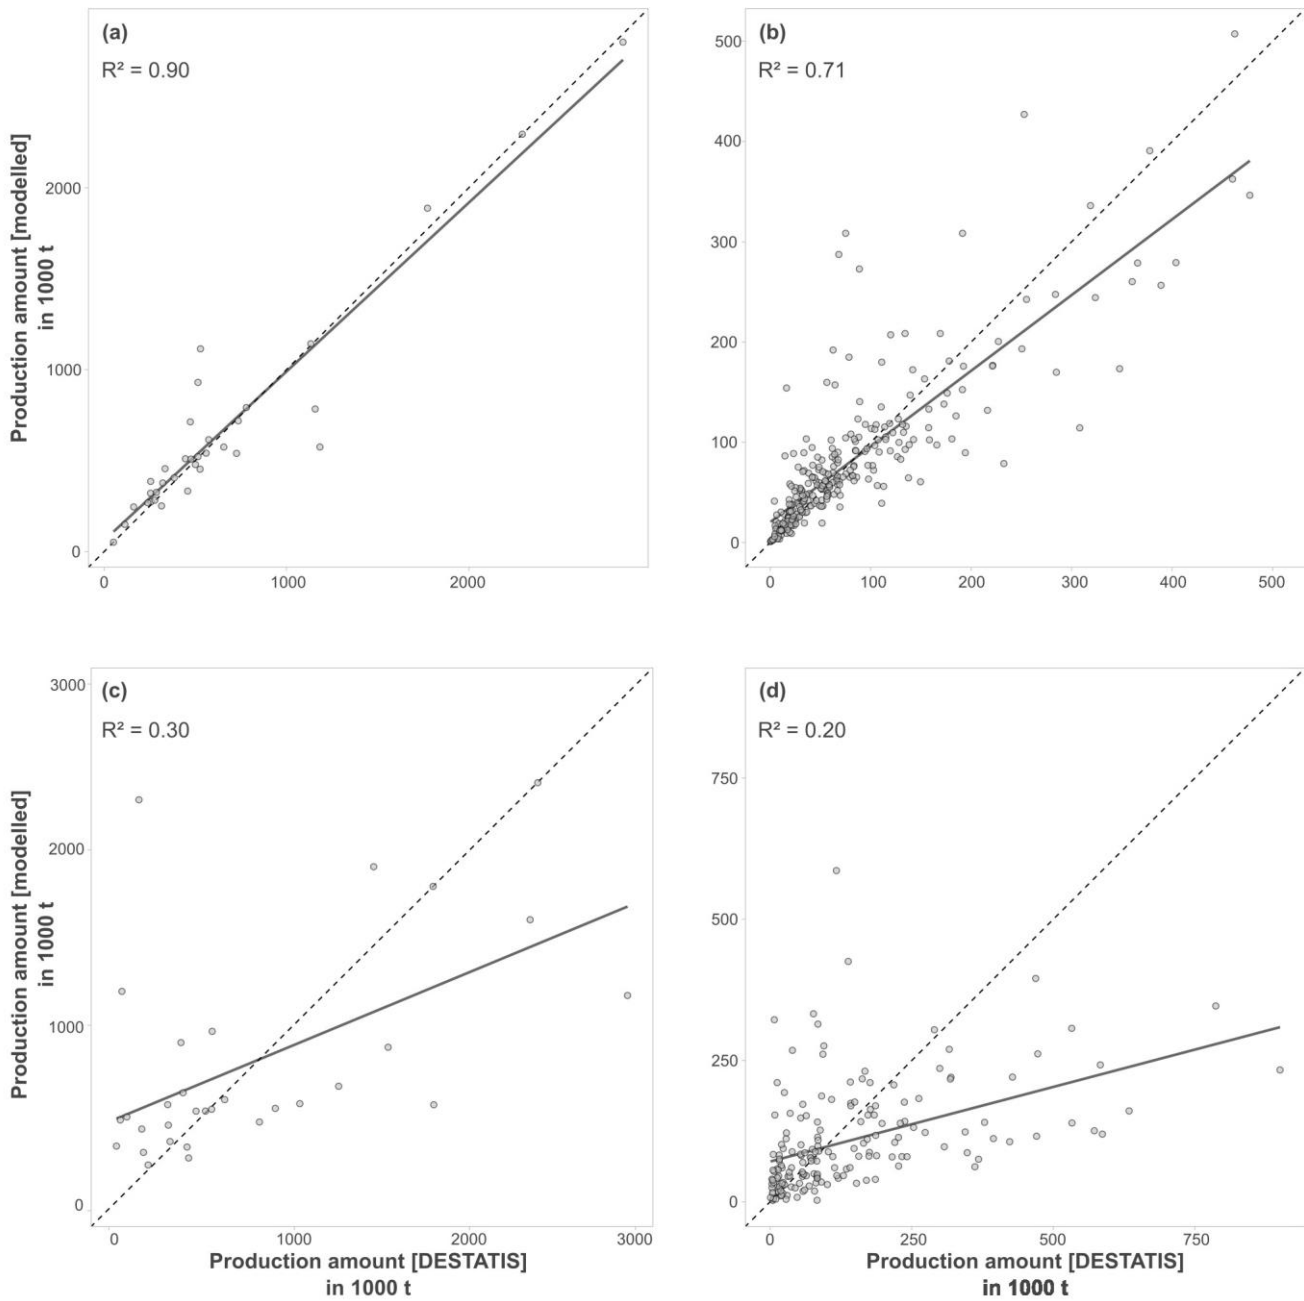 (a)
R² = 0.90
Production amount [modelled]
in 1000 t
2000
1000
0
0
1000
2000
(b)
R² = 0.71
500
400
300
200
100
0
0
100
200
300
400
500
(c)
R² = 0.30
Production amount [modelled]
in 1000 t
3000
2000
1000
0
0
1000
2000
3000
Production amount [DESTATIS]
in 1000 t
(d)
R² = 0.20
750
500
250
0
0
250
500
750
Production amount [DESTATIS]
in 1000 t